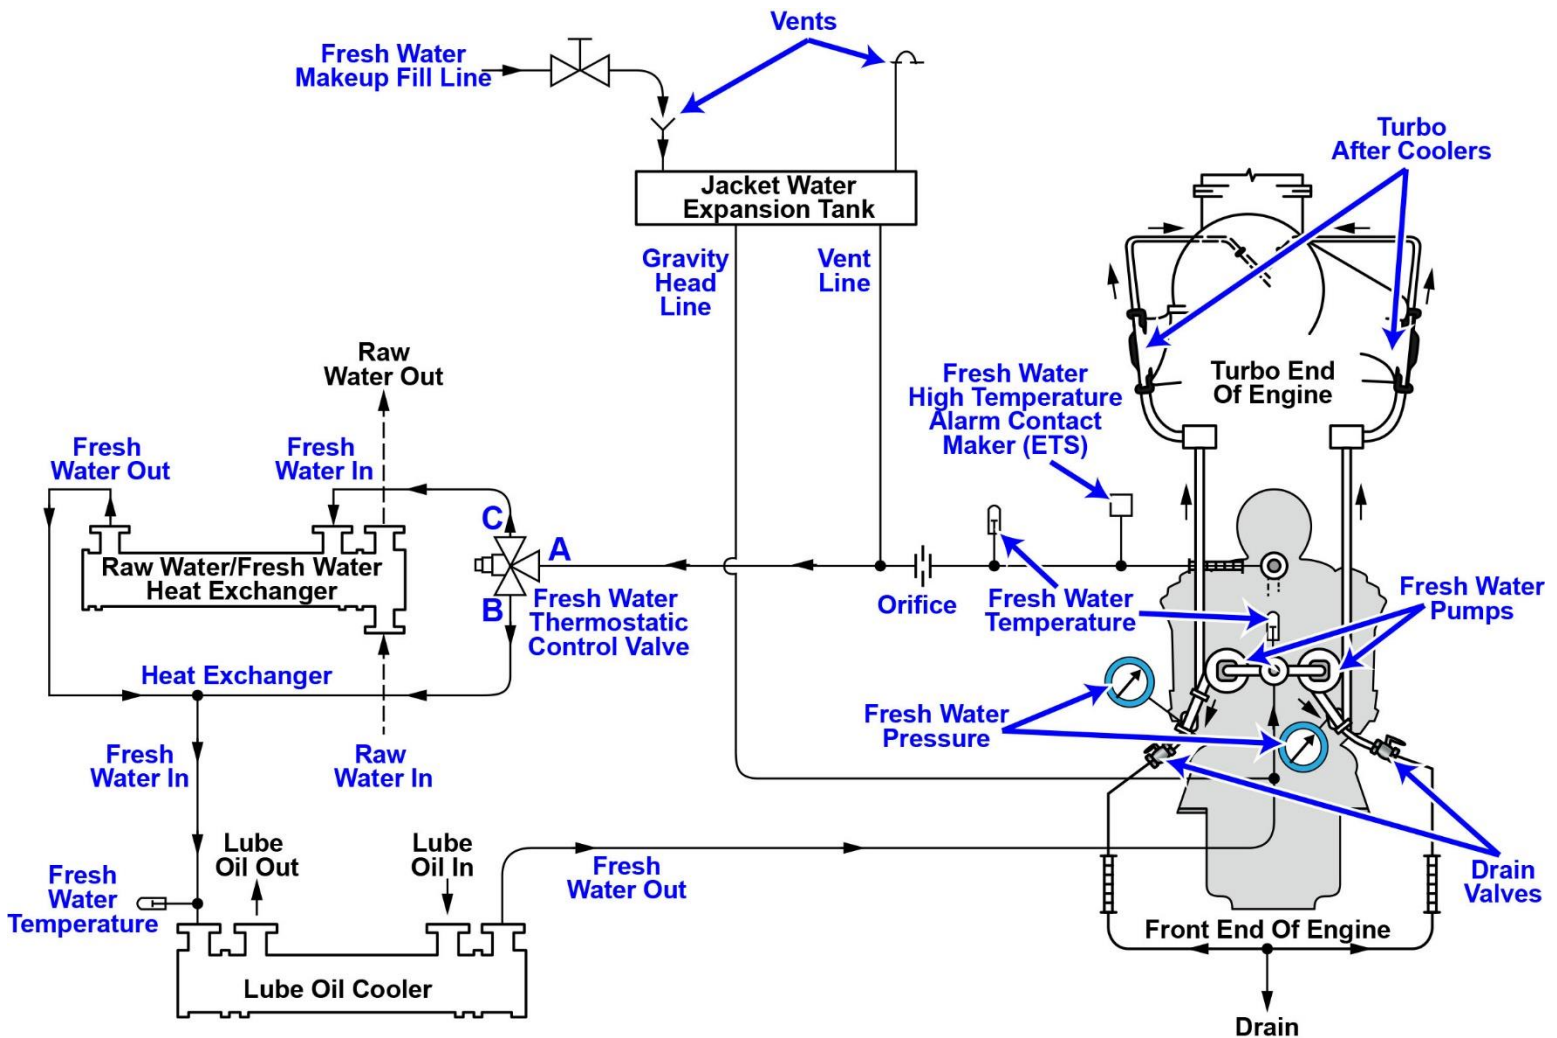 Vents
Fresh Water
Makeup Fill Line
Turbo
After Coolers
Jacket Water
Expansion Tank
Gravity
Head
Line
Vent
Line
Raw
Water Out
Fresh Water
High Temperature
Alarm Contact
Maker (ETS)
Turbo End
Of Engine
Fresh
Water Out
Fresh
Water In
C
A
B
Raw Water/Fresh Water
Heat Exchanger
Fresh Water
Thermostatic
Control Valve
Orifice
Fresh Water
Temperature
Fresh Water
Pumps
Heat Exchanger
Fresh Water
Pressure
Fresh
Water In
Raw
Water In
Lube
Oil Out
Lube
Oil In
Fresh
Water Out
Fresh
Water
Temperature
Drain
Valves
Front End Of Engine
Lube Oil Cooler
Drain